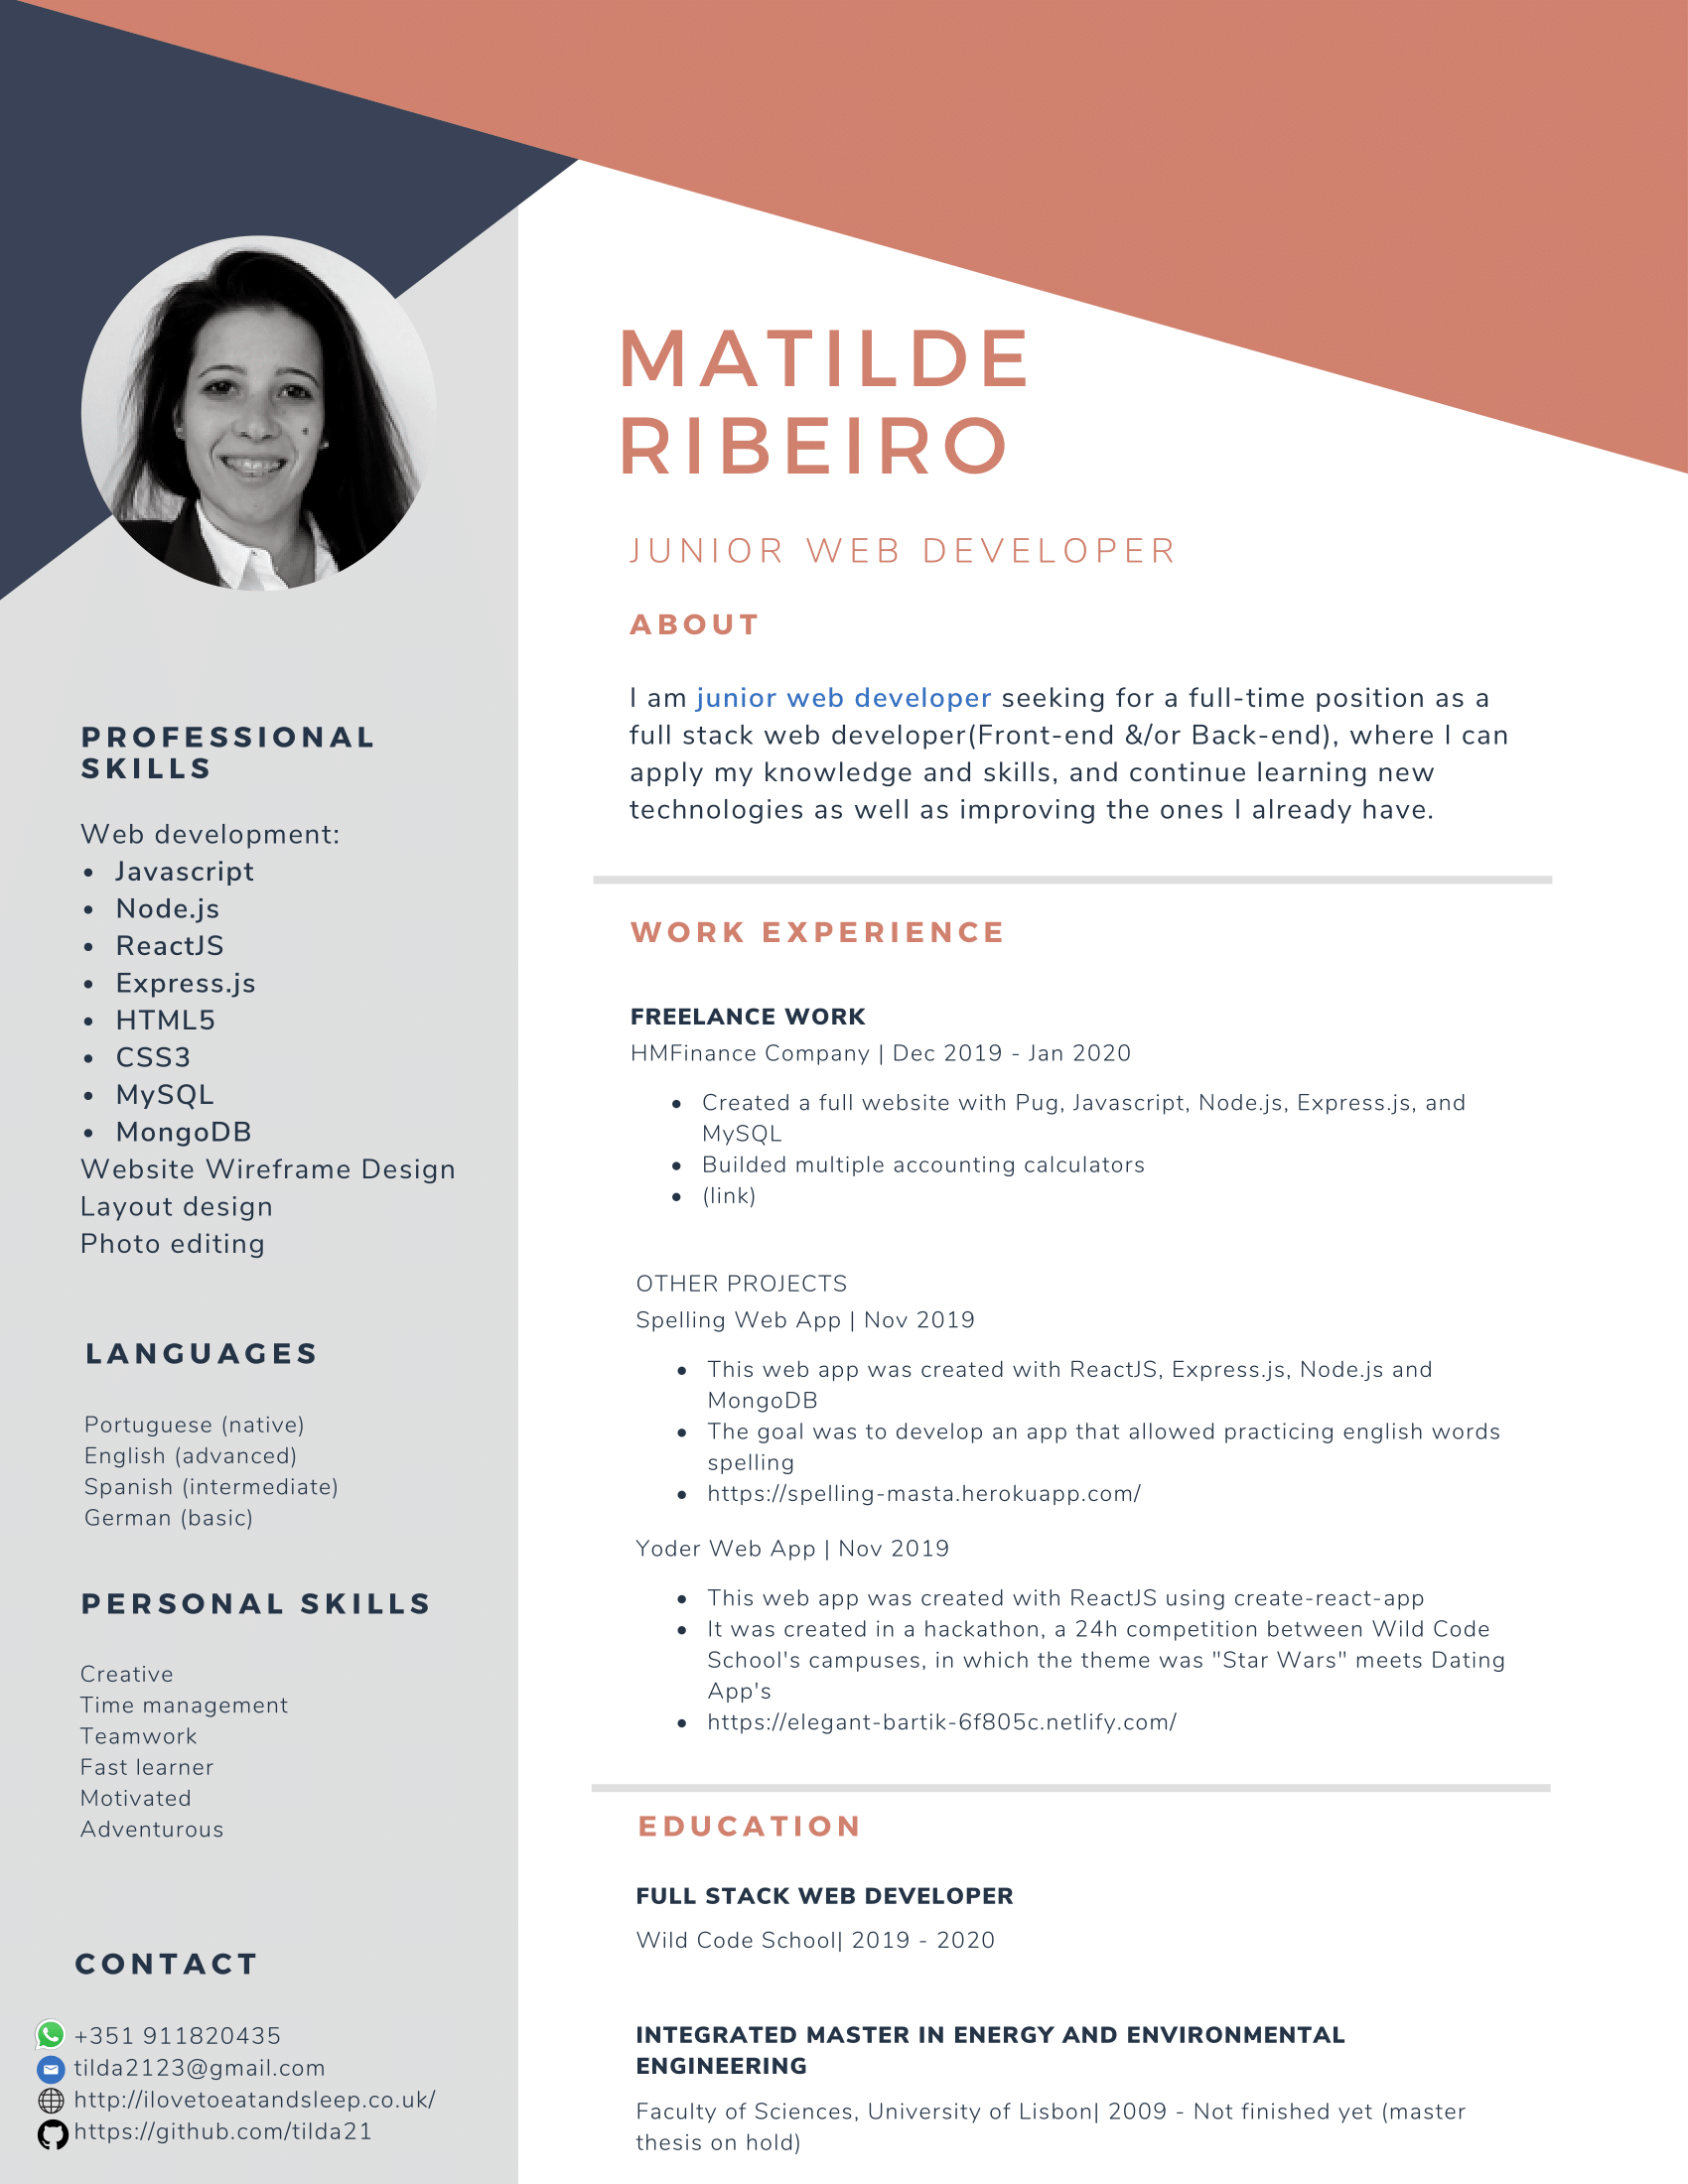 MATILDE
RIBEIRO
JUNIOR WEB DEVELOPER
ABOUT
I am junior web developer seeking for a full-time position as a
full stack web developer(Front-end &/or Back-end), where I can
apply my knowledge and skills, and continue learning new
technologies as well as improving the ones I already have.
WORK EXPERIENCE
FREELANCE WORK
HMFinance Company | Dec 2019 - Jan 2020
• Created a full website with Pug, Javascript, Node.js, Express.js, and
MySQL
• Builded multiple accounting calculators
• (link)
OTHER PROJECTS
Spelling Web App | Nov 2019
• This web app was created with ReactJS, Express.js, Node.js and
MongoDB
• The goal was to develop an app that allowed practicing english words
spelling
• https://spelling-masta.herokuapp.com/
Yoder Web App | Nov 2019
• This web app was created with ReactJS using create-react-app
• It was created in a hackathon, a 24h competition between Wild Code
School's campuses, in which the theme was "Star Wars" meets Dating
App's
• https://elegant-bartik-6f805c.netlify.com/
EDUCATION
FULL STACK WEB DEVELOPER
Wild Code School| 2019 - 2020
INTEGRATED MASTER IN ENERGY AND ENVIRONMENTAL
ENGINEERING
Faculty of Sciences, University of Lisbon| 2009 - Not finished yet (master
thesis on hold)
PROFESSIONAL
SKILLS
Web development:
• Javascript
• Node.js
• ReactJS
• Express.js
• HTML5
• CSS3
• MySQL
• MongoDB
Website Wireframe Design
Layout design
Photo editing
LANGUAGES
Portuguese (native)
English (advanced)
Spanish (intermediate)
German (basic)
PERSONAL SKILLS
Creative
Time management
Teamwork
Fast learner
Motivated
Adventurous
CONTACT
+351 911820435
tilda2123@gmail.com
http://ilovetoeatandsleep.co.uk/
https://github.com/tilda21